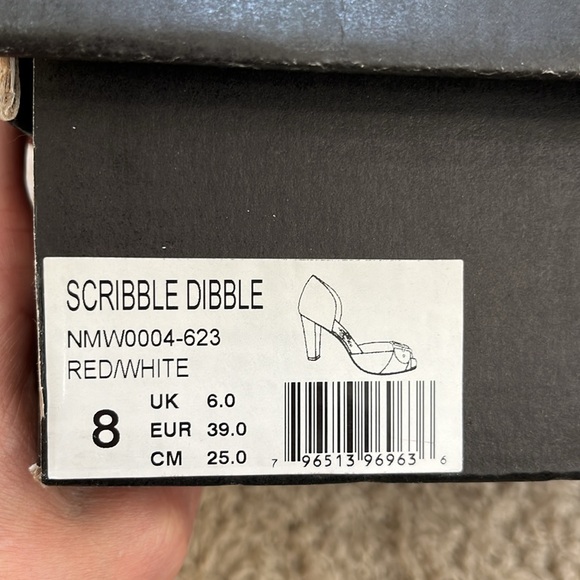 SCRIBBLE DIBBLE
NMW0004-623
RED/WHITE
8
UK 6.0
EUR 39.0
CM 25.0
7 96513 96963 6